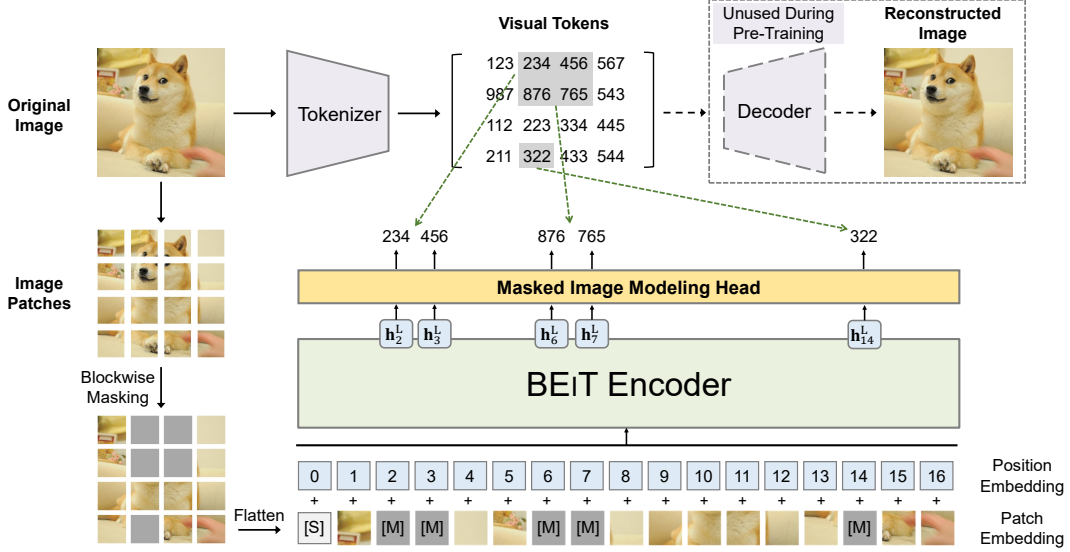 Visual Tokens
Unused During
Pre-Training
Reconstructed
Image
Original
Image
Tokenizer
123 234 456 567
987 876 765 543
112 223 334 445
211 322 433 544
Decoder
234 456 876 765 322
Image
Patches
Masked Image Modeling Head
h₂ᴸ h₃ᴸ h₆ᴸ h₇ᴸ h₁₄ᴸ
BEiT Encoder
Blockwise
Masking
0 1 2 3 4 5 6 7 8 9 10 11 12 13 14 15 16
Position
Embedding
+ + + + + + + + + + + + + + + + +
Flatten
[S] [M] [M] [M] [M] [M]
Patch
Embedding